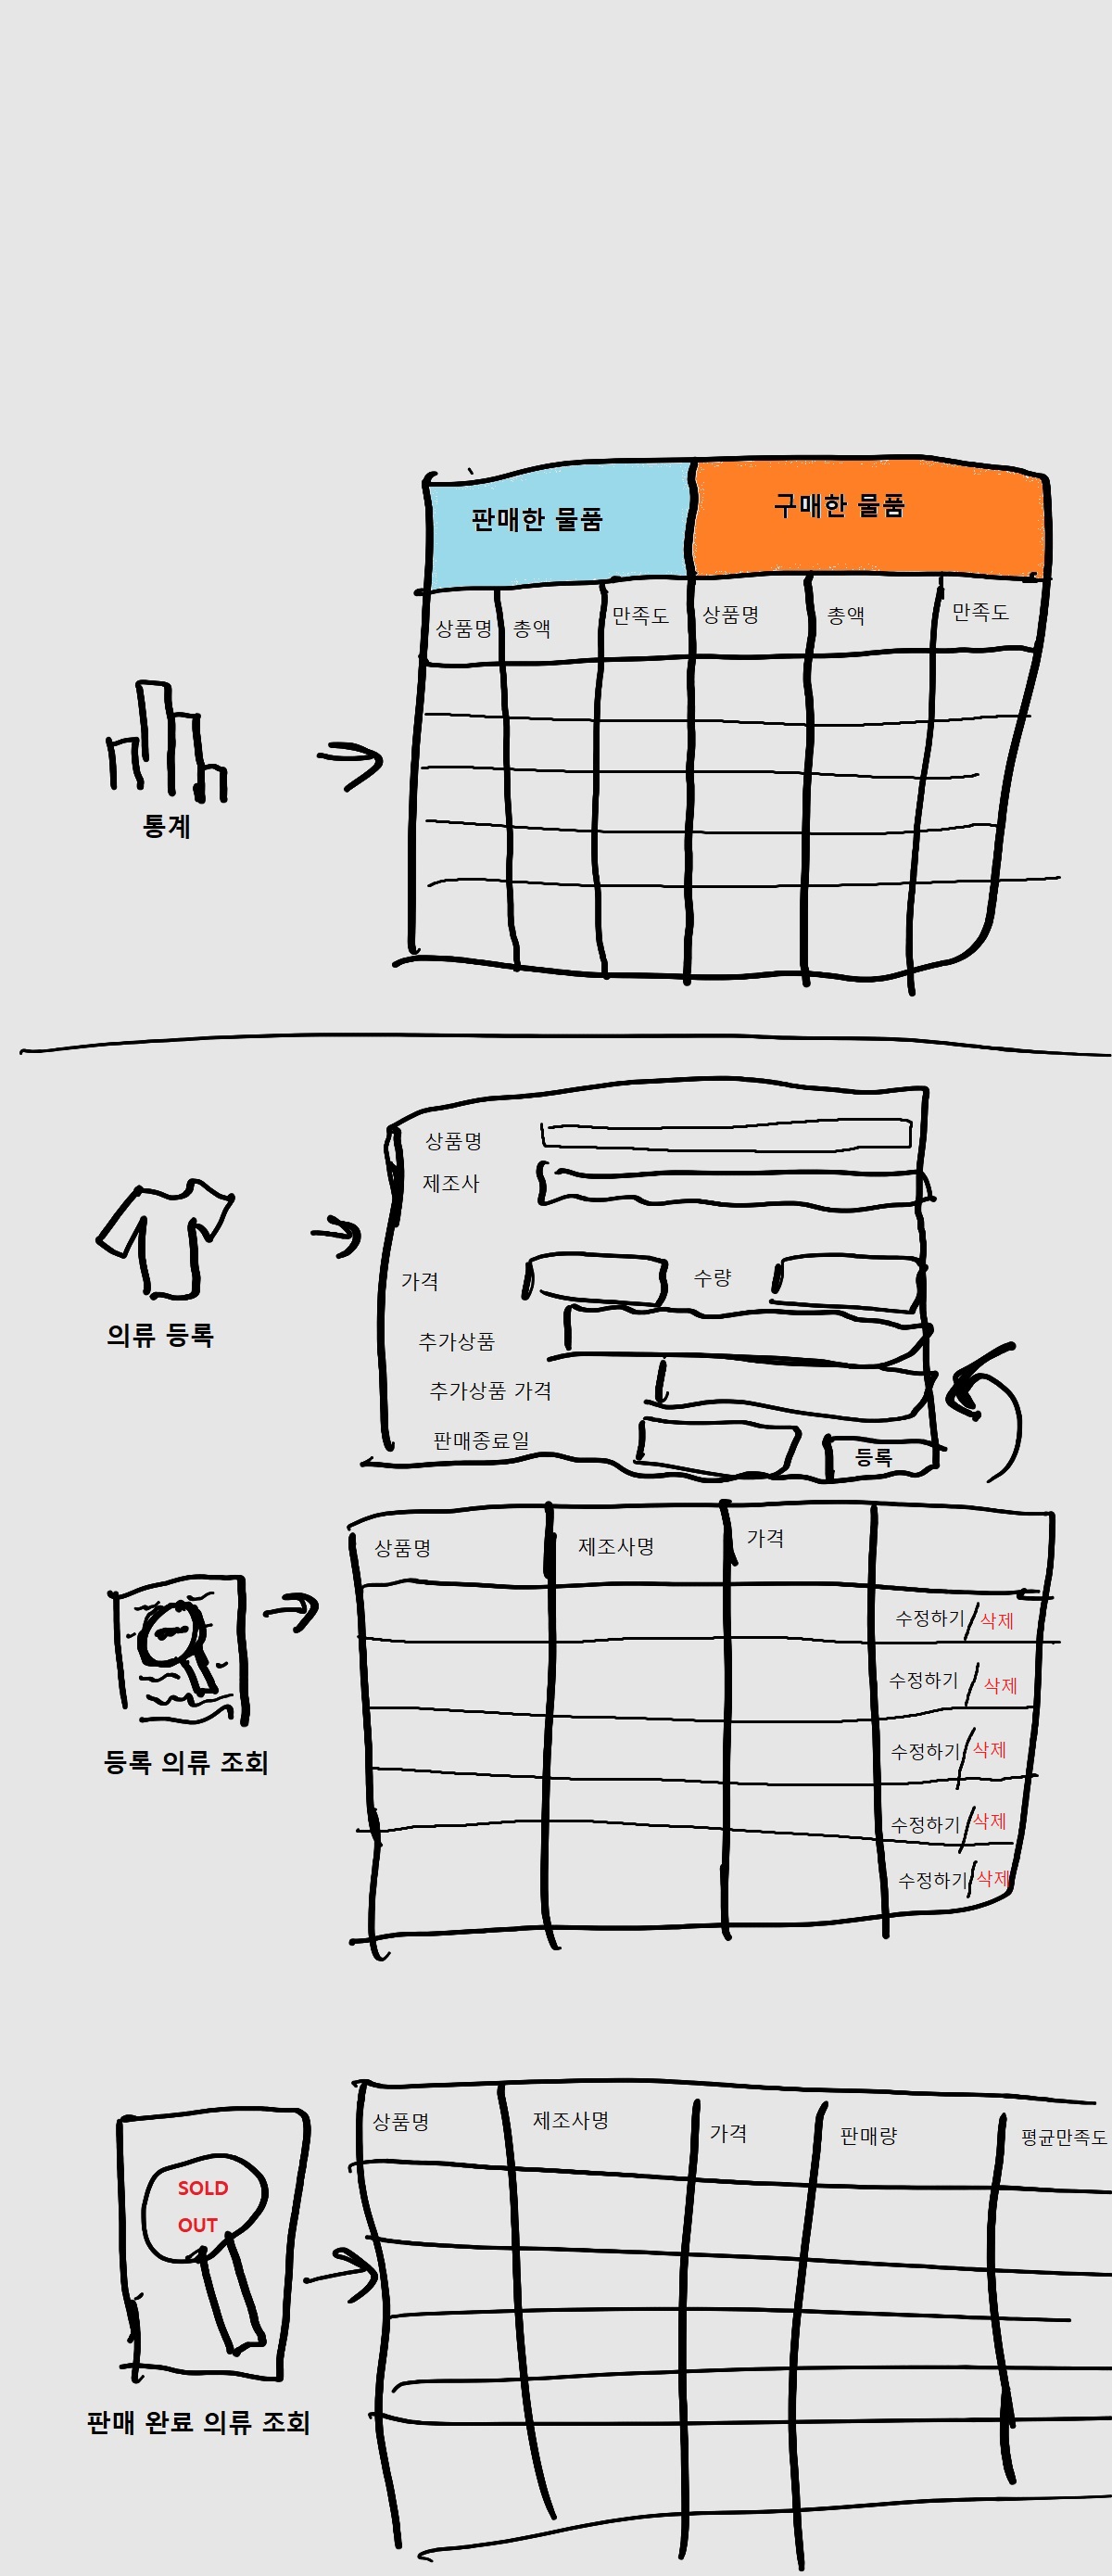 판매한 물품 구매한 물품
상품명 총액 만족도 상품명 총액 만족도
통계
상품명
제조사
가격 수량
추가상품
추가상품 가격
판매종료일
등록
의류 등록
상품명 제조사명 가격
수정하기 삭제
수정하기 삭제
수정하기 삭제
수정하기 삭제
수정하기 삭제
등록 의류 조회
상품명 제조사명 가격 판매량 평균만족도
SOLD
OUT
판매 완료 의류 조회